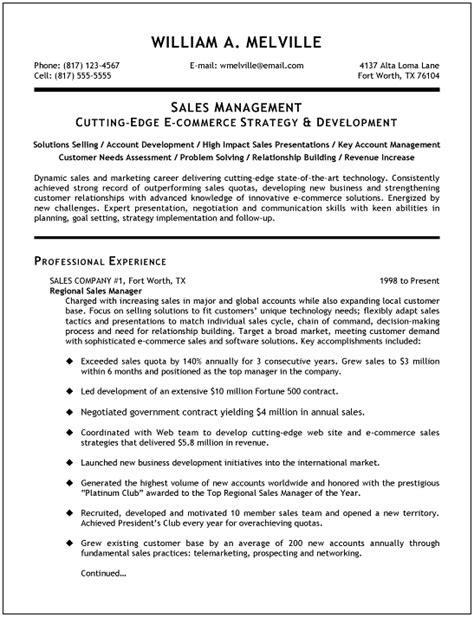 WILLIAM A. MELVILLE
Phone: (817) 123-4567 E-mail: wmelville@email.com 4137 Alta Loma Lane
Cell: (817) 555-5555 Fort Worth, TX 76104
SALES MANAGEMENT
CUTTING-EDGE E-COMMERCE STRATEGY & DEVELOPMENT
Solutions Selling / Account Development / High Impact Sales Presentations / Key Account Management
Customer Needs Assessment / Problem Solving / Relationship Building / Revenue Increase
Dynamic sales and marketing career delivering cutting-edge state-of-the-art technology. Consistently
achieved strong record of outperforming sales quotas, developing new business and strengthening
customer relationships with advanced knowledge of innovative e-commerce solutions. Energized by
new challenges. Expert presentation, negotiation and communication skills with keen abilities in
planning, goal setting, strategy implementation and follow-up.
PROFESSIONAL EXPERIENCE
SALES COMPANY #1, Fort Worth, TX 1998 to Present
Regional Sales Manager
Charged with increasing sales in major and global accounts while also expanding local customer
base. Focus on selling solutions to fit customers' unique technology needs; flexibly adapt sales
tactics and presentations to match individual sales cycle, chain of command, decision-making
process and need for solution. Target a broad market, meeting customer demand
with sophisticated e-commerce sales and software solutions. Key accomplishments included:
◆ Exceeded sales quota by 140% annually for 3 consecutive years. Grew sales to $3 million
within 6 months and positioned as the top manager in the company.
◆ Led development of an extensive $10 million Fortune 500 contract.
◆ Negotiated government contract yielding $4 million in annual sales.
◆ Coordinated with Web team to develop cutting-edge web site and e-commerce sales
strategies that delivered $5.8 million in revenue.
◆ Launched new business development initiatives into the international market.
◆ Generated the highest volume of new accounts worldwide and honored with the prestigious
"Platinum Club" awarded to the Top Regional Sales Manager of the Year.
◆ Recruited, developed and motivated 10 member sales team and drove to success.
Achieved President's Club every year for overachieving quotas.
◆ Grew existing customer base by an average of 200 new accounts annually through
fundamental sales techniques: telemarketing, prospecting and networking.
Continued…